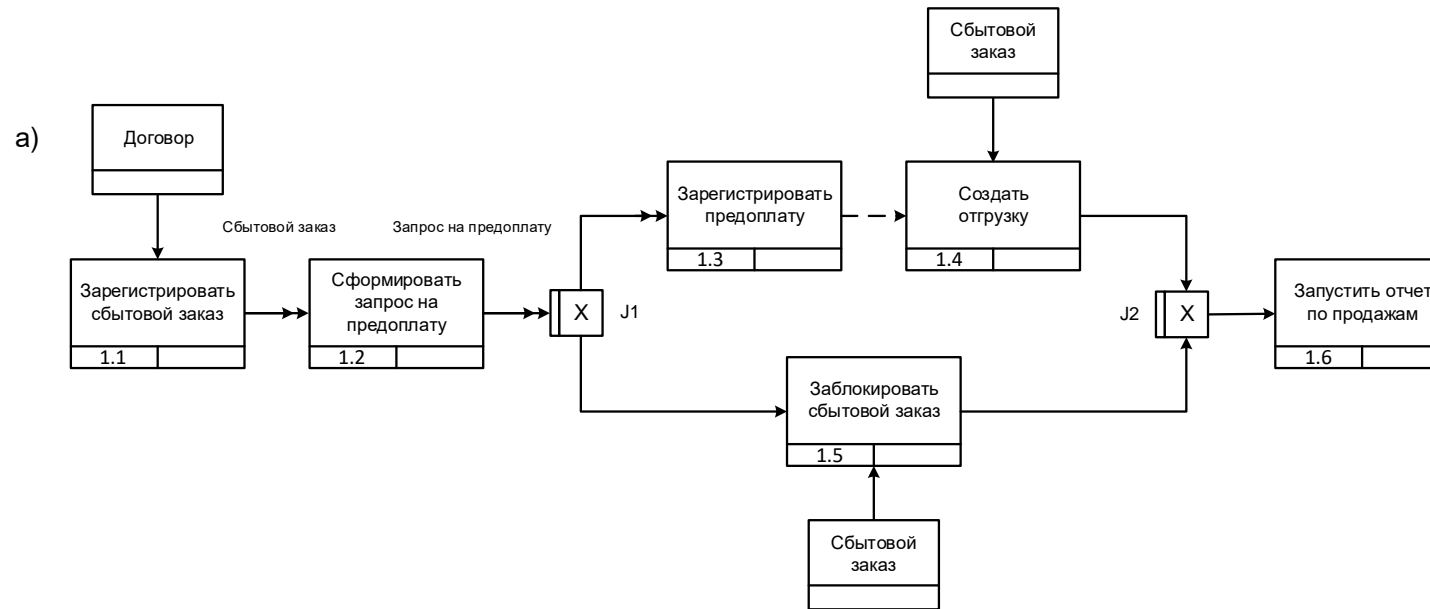 а)
Договор
Сбытовой заказ
Запрос на предоплату
Зарегистрировать
сбытовой заказ
1.1
Сформировать
запрос на
предоплату
1.2
X
J1
Зарегистрировать
предоплату
1.3
Сбытовой
заказ
Создать
отгрузку
1.4
Заблокировать
сбытовой заказ
1.5
Сбытовой
заказ
J2
X
Запустить отчет
по продажам
1.6